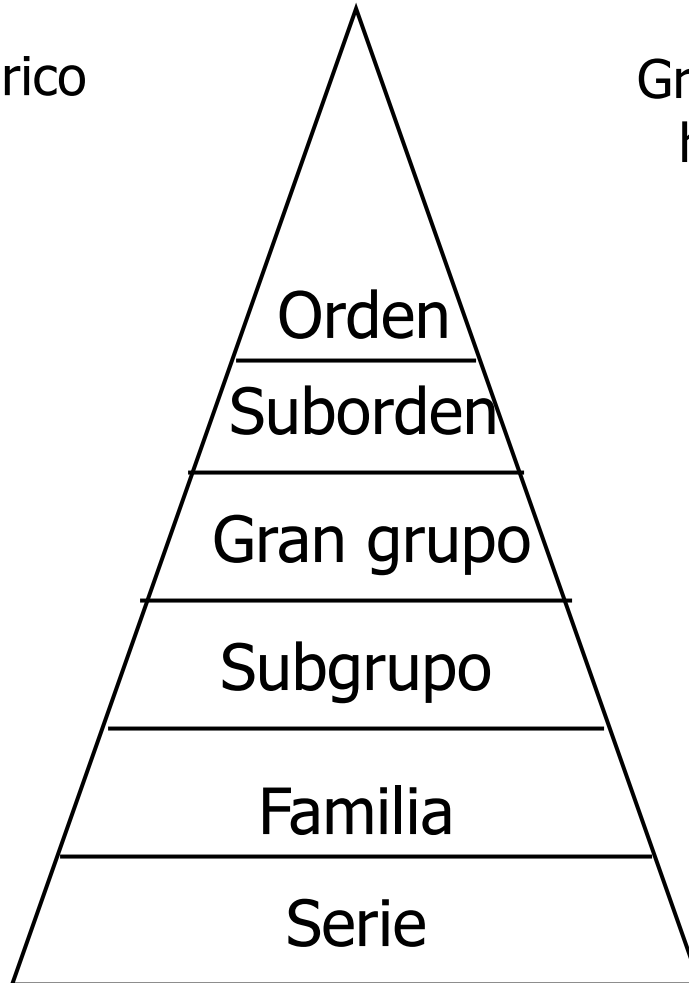 rico
Gr
h
Orden
Suborden
Gran grupo
Subgrupo
Familia
Serie